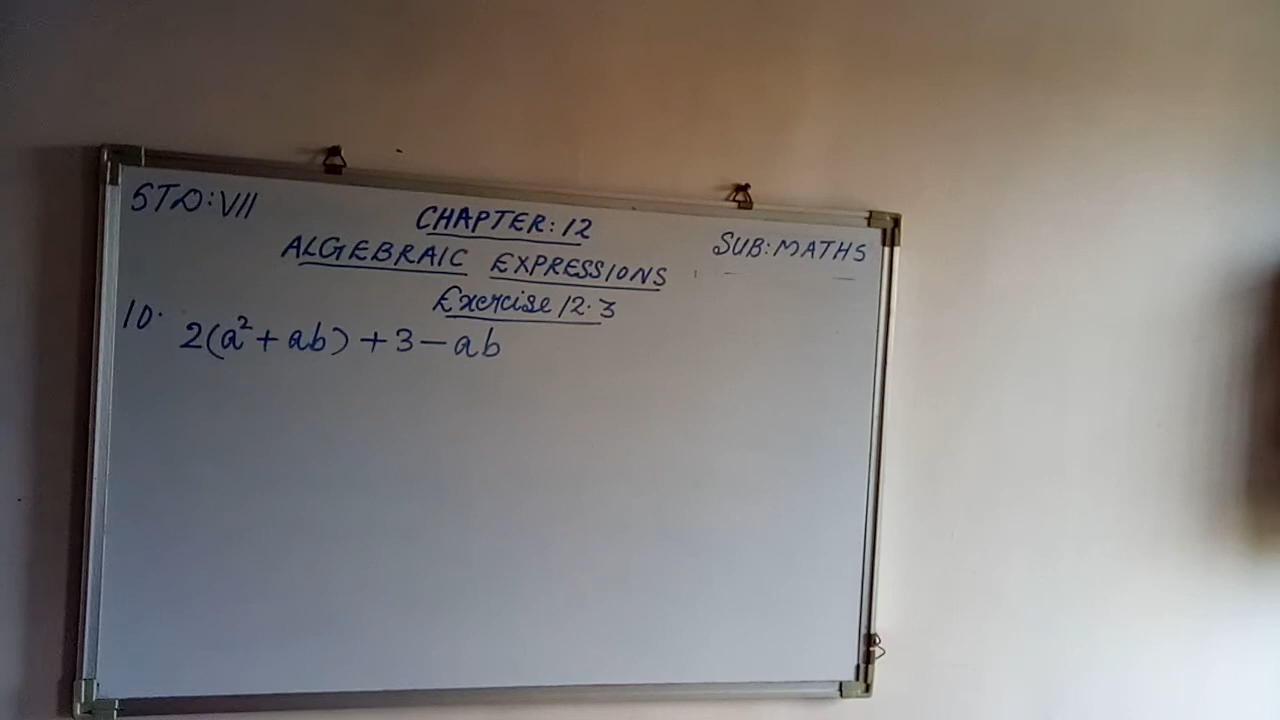 STD:VII
CHAPTER:12
SUB:MATHS
ALGEBRAIC EXPRESSIONS
Exercise 12.3
10. 2(a²+ab)+3-ab